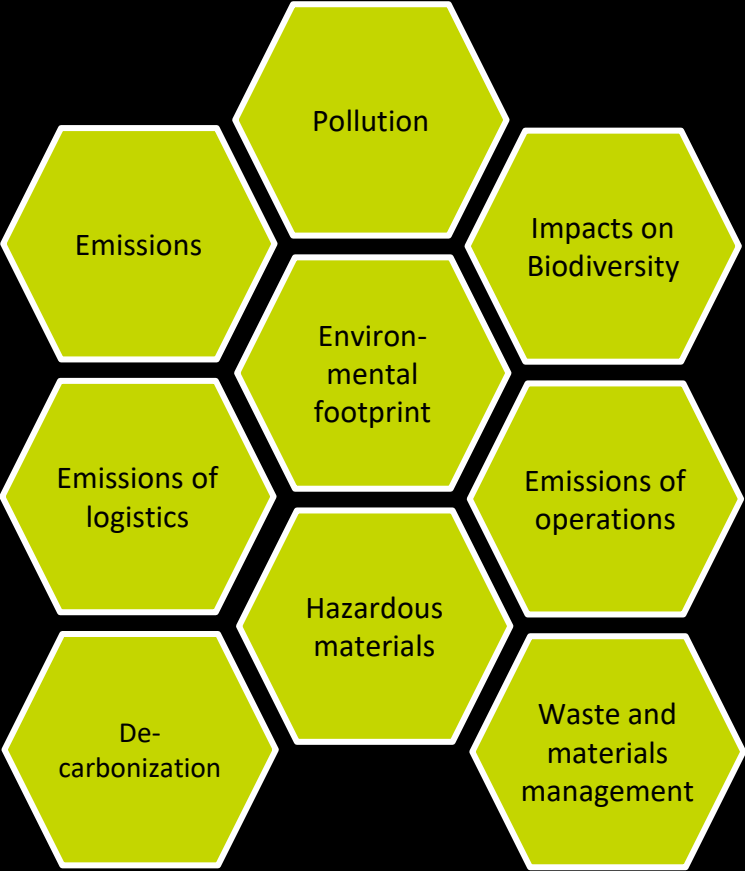 Pollution
Emissions
Impacts on
Biodiversity
Environ-
mental
footprint
Emissions of
logistics
Emissions of
operations
Hazardous
materials
De-
carbonization
Waste and
materials
management